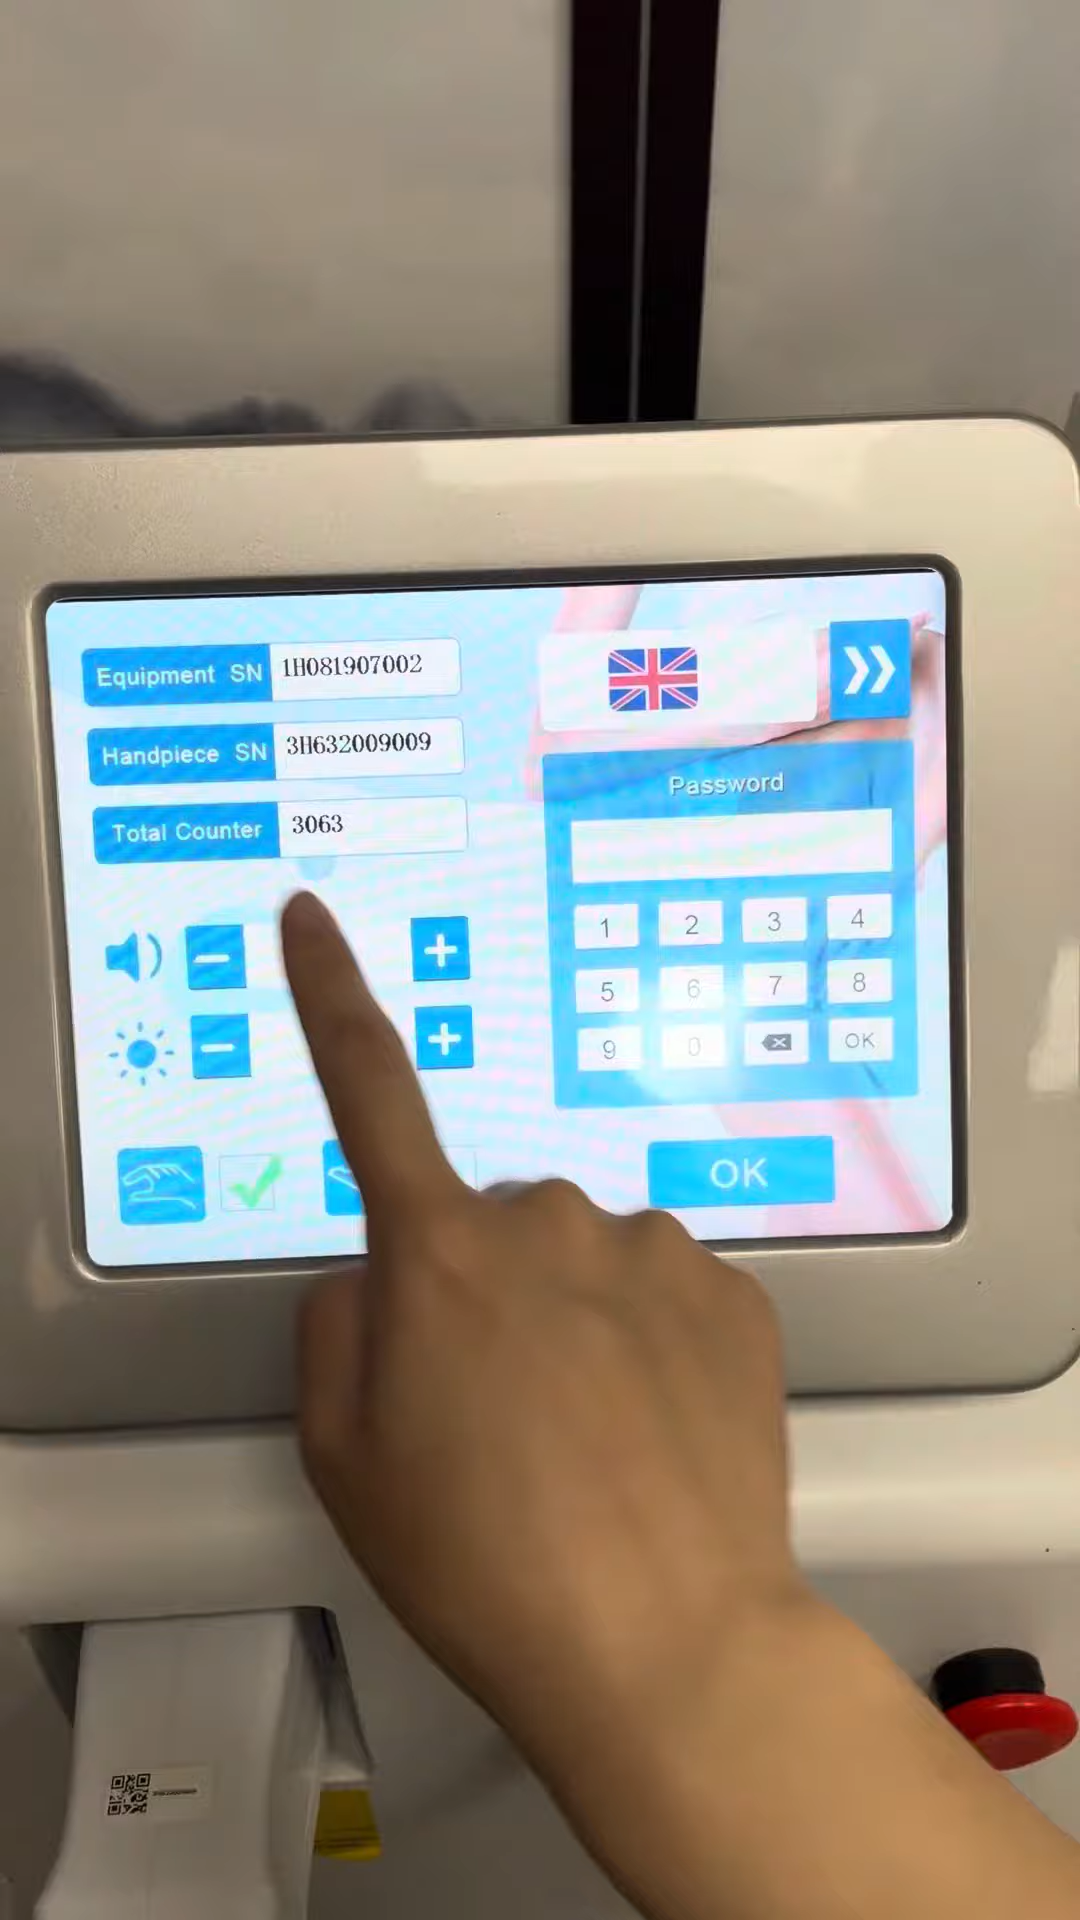 Equipment SN 1H081907002
Handpiece SN 3H632009009
Total Counter 3063
Password
1 2 3 4
5 6 7 8
9 0 OK
OK